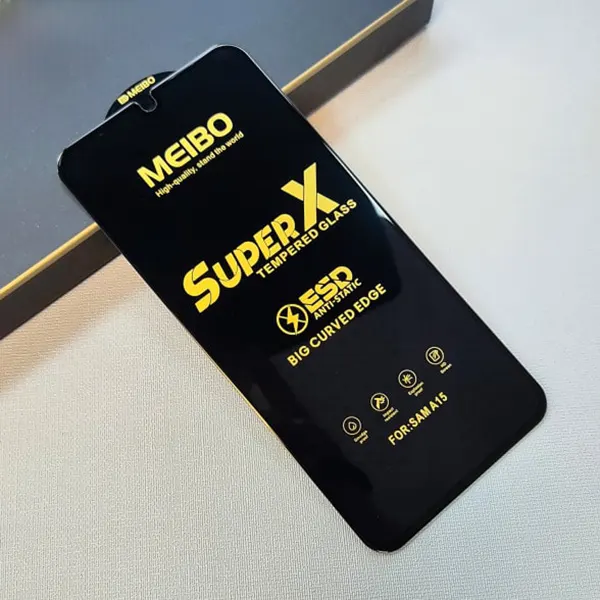 MEIBO
MEIBO
High-quality, stand the world
SUPER X
TEMPERED GLASS
ESD
ANTI-STATIC
BIG CURVED EDGE
FOR:SAM A15